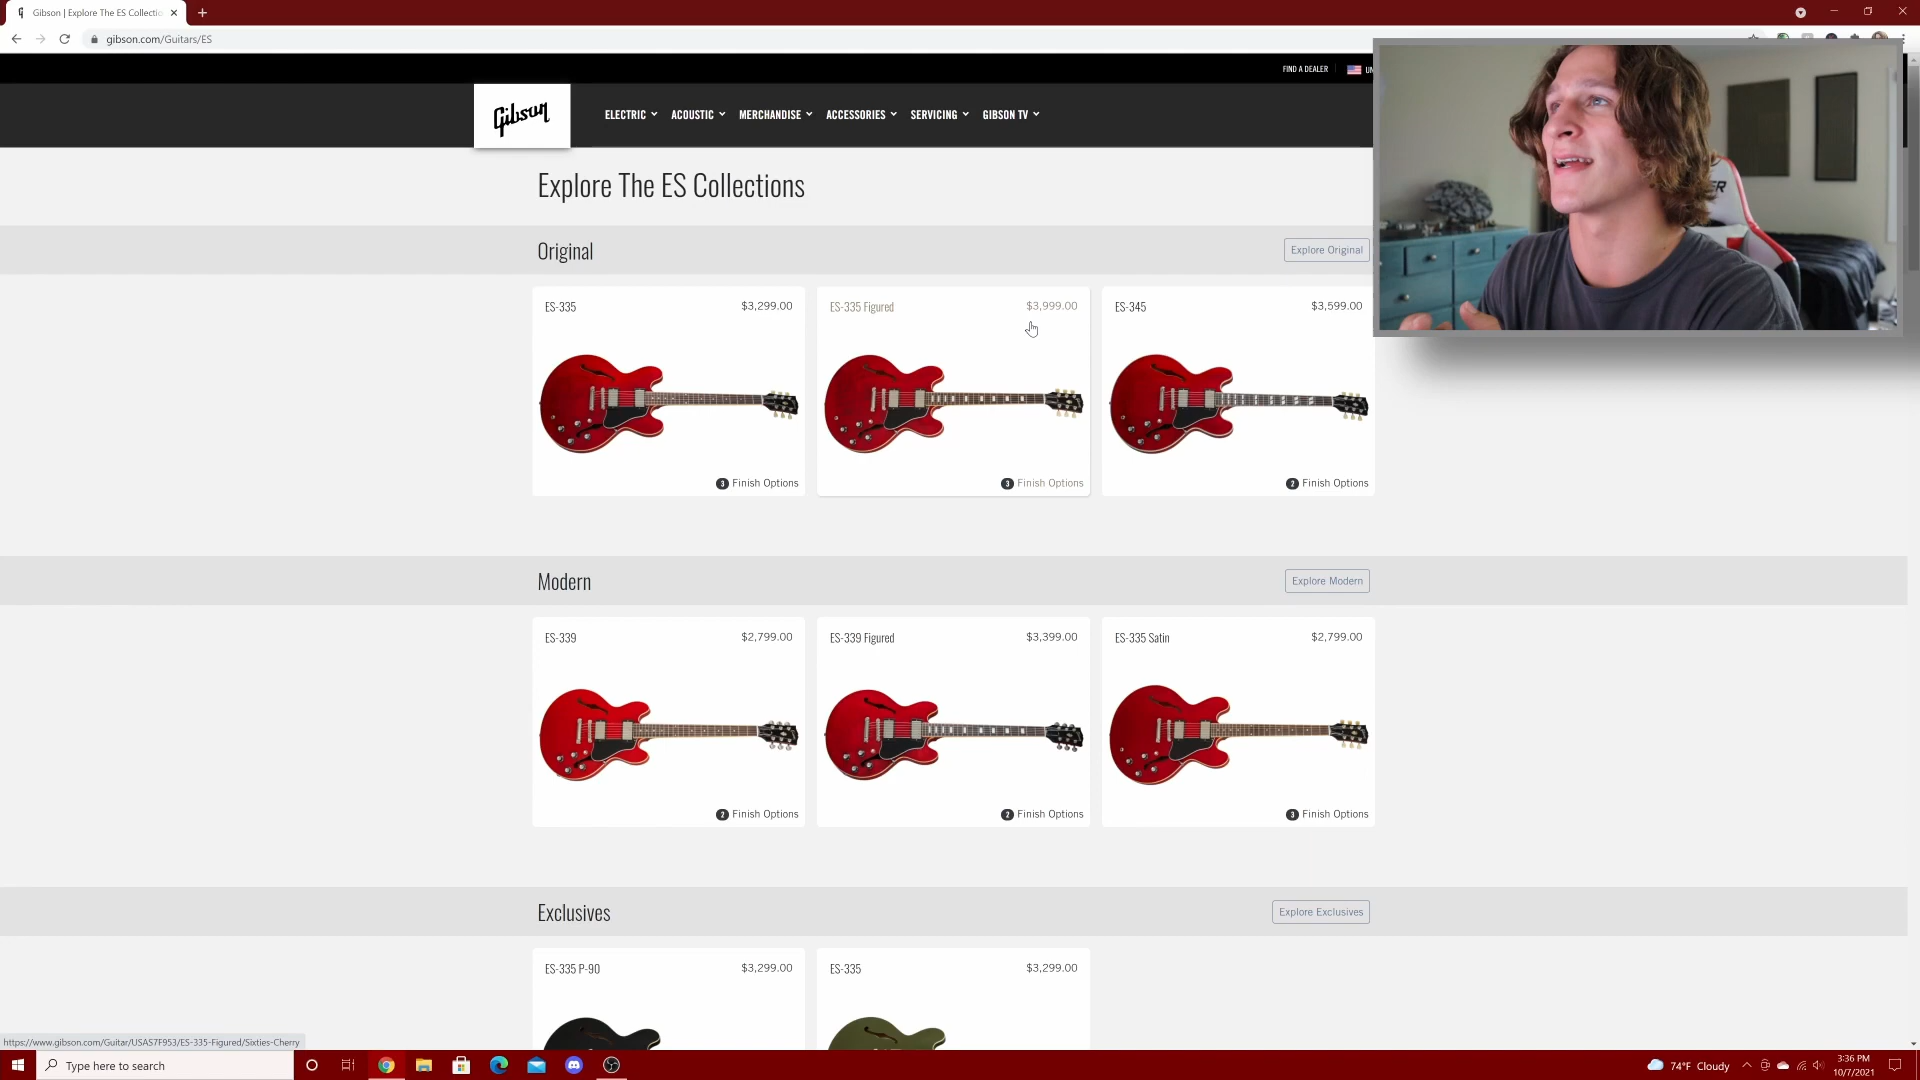 Gibson | Explore The ES Collectio
gibson.com/Guitars/ES
FIND A DEALER
UN
Gibson
ELECTRIC ACOUSTIC MERCHANDISE ACCESSORIES SERVICING GIBSON TV
Explore The ES Collections
Original
Explore Original
ES-335 $3,299.00
ES-335 Figured $3,999.00
ES-345 $3,599.00
3 Finish Options
3 Finish Options
2 Finish Options
Modern
Explore Modern
ES-339 $2,799.00
ES-339 Figured $3,399.00
ES-335 Satin $2,799.00
2 Finish Options
2 Finish Options
3 Finish Options
Exclusives
Explore Exclusives
ES-335 P-90 $3,299.00
ES-335 $3,299.00
https://www.gibson.com/Guitar/USAS7F953/ES-335-Figured/Sixties-Cherry
Type here to search
74°F Cloudy
3:36 PM
10/7/2021